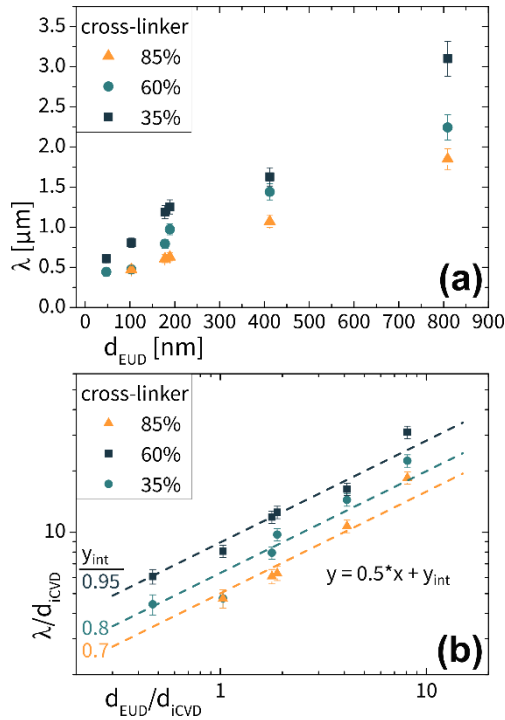 cross-linker
85%
60%
35%
3.5
3.0
2.5
2.0
1.5
1.0
0.5
0.0
λ [µm]
(a)
0 100 200 300 400 500 600 700 800 900
d_EUD [nm]
cross-linker
85%
60%
35%
10
λ/d_iCVD
y_int
0.95
0.8
0.7
y = 0.5*x + y_int
(b)
1 10
d_EUD/d_iCVD